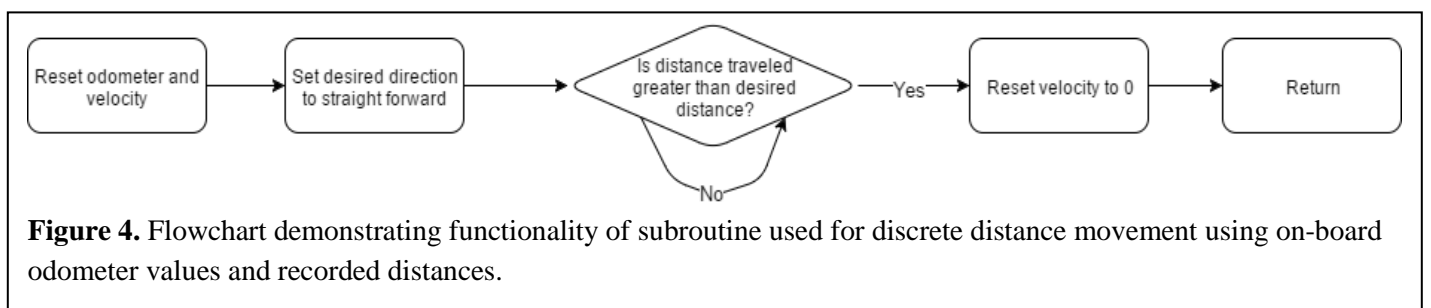 Reset odometer and
velocity
Set desired direction
to straight forward
Is distance traveled
greater than desired
distance?
Yes
No
Reset velocity to 0
Return
Figure 4. Flowchart demonstrating functionality of subroutine used for discrete distance movement using on-board
odometer values and recorded distances.